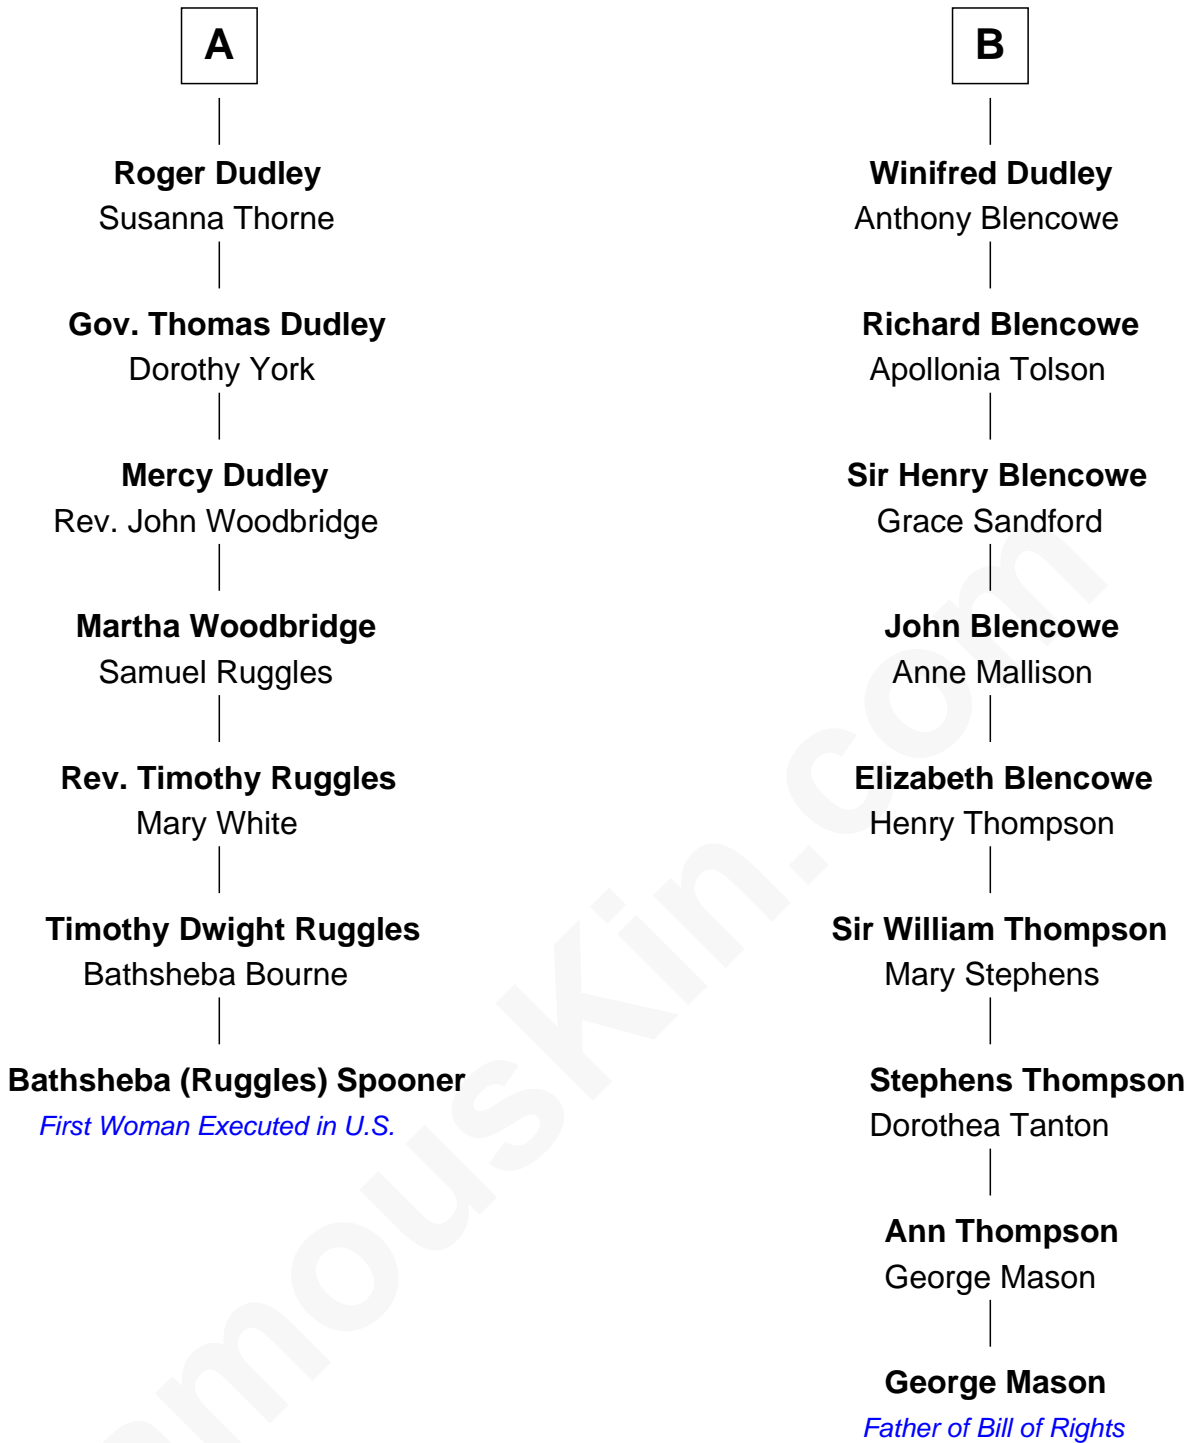 A
Roger Dudley
Susanna Thorne
Gov. Thomas Dudley
Dorothy York
Mercy Dudley
Rev. John Woodbridge
Martha Woodbridge
Samuel Ruggles
Rev. Timothy Ruggles
Mary White
Timothy Dwight Ruggles
Bathsheba Bourne
Bathsheba (Ruggles) Spooner
First Woman Executed in U.S.
B
Winifred Dudley
Anthony Blencowe
Richard Blencowe
Apollonia Tolson
Sir Henry Blencowe
Grace Sandford
John Blencowe
Anne Mallison
Elizabeth Blencowe
Henry Thompson
Sir William Thompson
Mary Stephens
Stephens Thompson
Dorothea Tanton
Ann Thompson
George Mason
George Mason
Father of Bill of Rights
amousKin.com